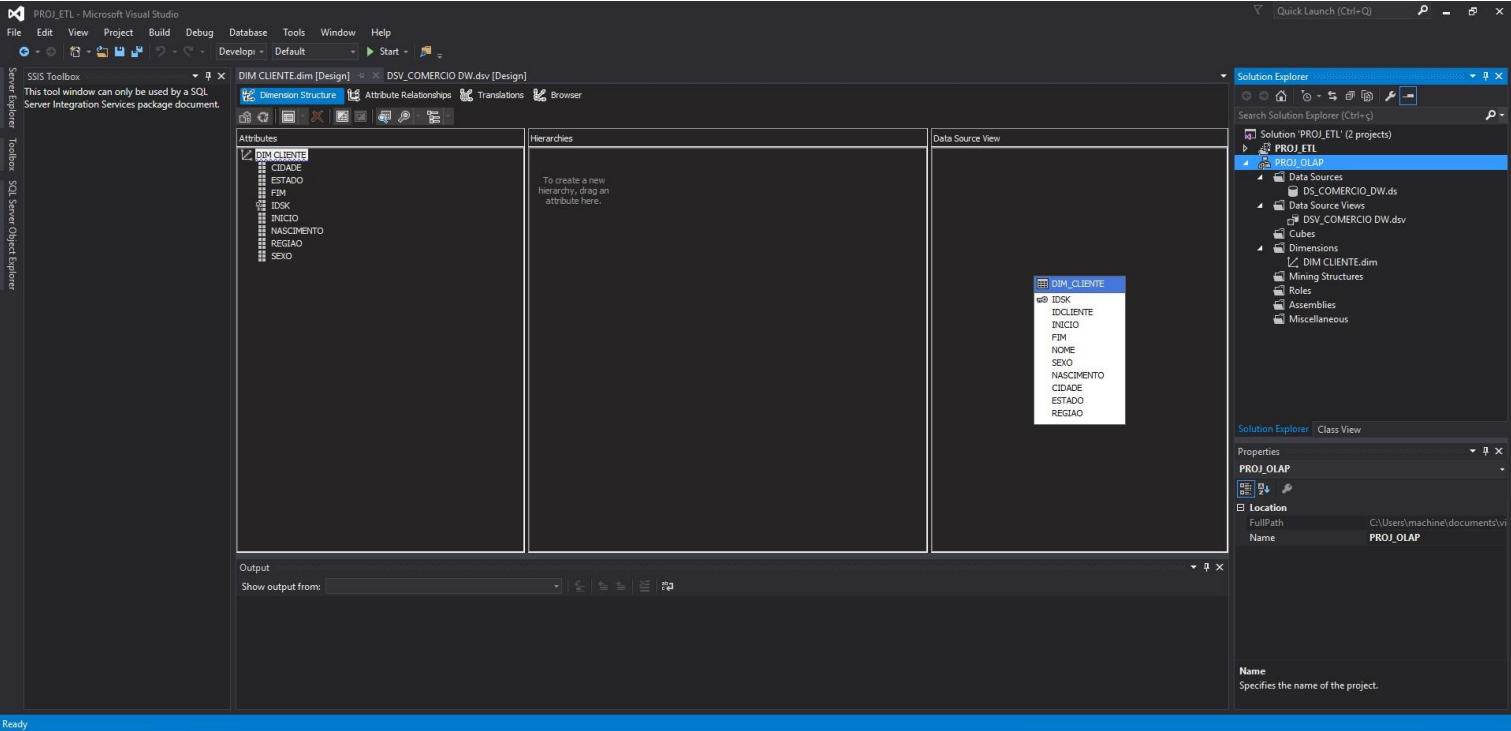 PROJ_ETL - Microsoft Visual Studio
Quick Launch (Ctrl+Q)
File Edit View Project Build Debug Database Tools Window Help
Developı Default Start
Server Explorer
Toolbox
SQL Server Object Explorer
SSIS Toolbox
This tool window can only be used by a SQL
Server Integration Services package document.
DIM CLIENTE.dim [Design] DSV_COMERCIO DW.dsv [Design]
Dimension Structure Attribute Relationships Translations Browser
Attributes
DIM CLIENTE
CIDADE
ESTADO
FIM
IDSK
INICIO
NASCIMENTO
REGIAO
SEXO
Hierarchies
To create a new
hierarchy, drag an
attribute here.
Data Source View
DIM_CLIENTE
IDSK
IDCLIENTE
INICIO
FIM
NOME
SEXO
NASCIMENTO
CIDADE
ESTADO
REGIAO
Output
Show output from:
Solution Explorer
Search Solution Explorer (Ctrl+ç)
Solution 'PROJ_ETL' (2 projects)
PROJ_ETL
PROJ_OLAP
Data Sources
DS_COMERCIO_DW.ds
Data Source Views
DSV_COMERCIO DW.dsv
Cubes
Dimensions
DIM CLIENTE.dim
Mining Structures
Roles
Assemblies
Miscellaneous
Solution Explorer Class View
Properties
PROJ_OLAP
Location
FullPath C:\Users\machine\documents\vi
Name PROJ_OLAP
Name
Specifies the name of the project.
Ready